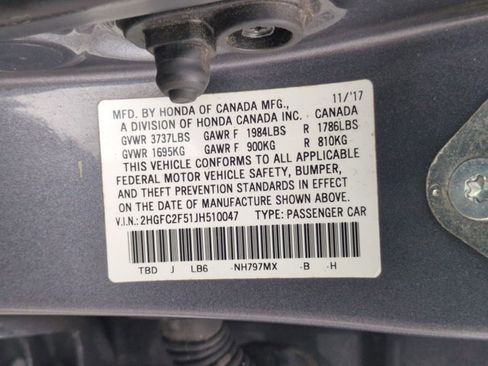 11/'17
MFD. BY HONDA OF CANADA MFG.,
A DIVISION OF HONDA CANADA INC. CANADA
GVWR 3737LBS GAWR F 1984LBS R 1786LBS
GVWR 1695KG GAWR F 900KG R 810KG
THIS VEHICLE CONFORMS TO ALL APPLICABLE
FEDERAL MOTOR VEHICLE SAFETY, BUMPER,
AND THEFT PREVENTION STANDARDS IN EFFECT
ON THE DATE OF MANUFACTURE SHOWN ABOVE.
V.I.N.: 2HGFC2F51JH510047 TYPE: PASSENGER CAR
TBD J LB6 -NH797MX -B -H